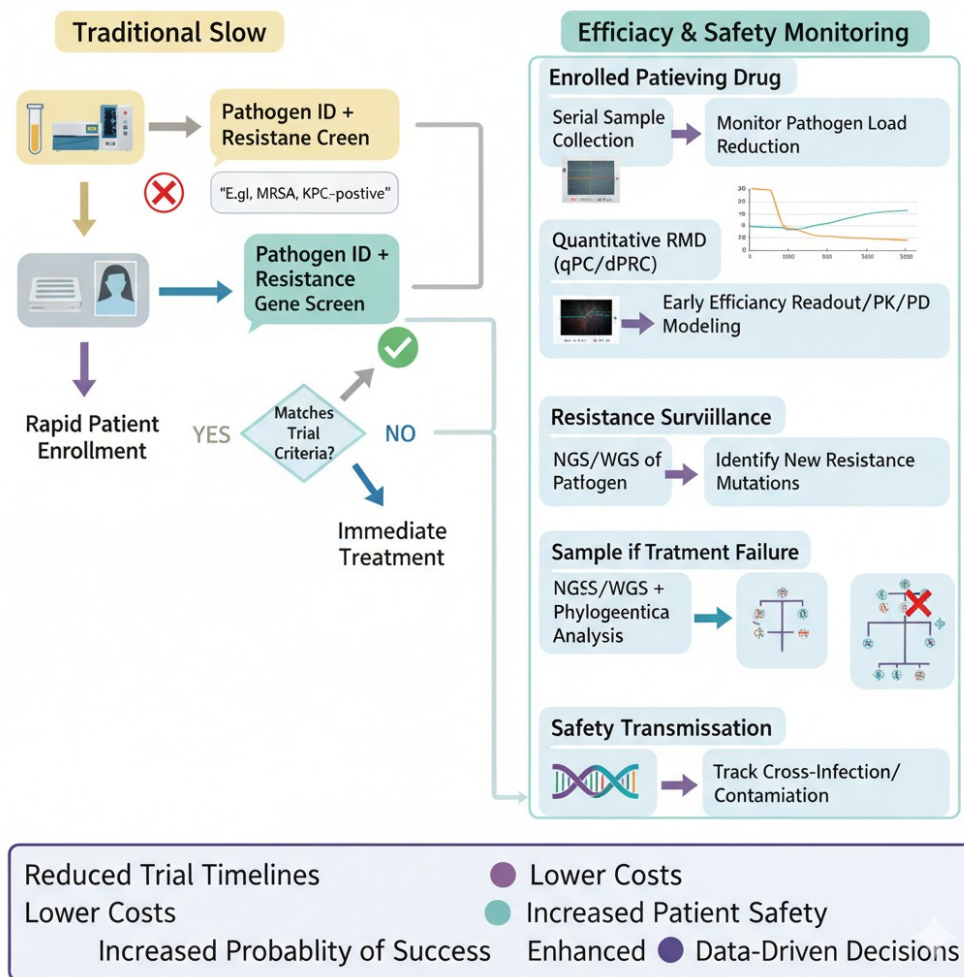 Traditional Slow
Pathogen ID +
Resistane Creen
"E.gl, MRSA, KPC-postive"
Pathogen ID +
Resistance
Gene Screen
Rapid Patient
Enrollment
YES
Matches
Trial
Criteria?
NO
Immediate
Treatment
Efficiacy & Safety Monitoring
Enrolled Patieving Drug
Serial Sample
Collection
Monitor Pathogen Load
Reduction
Quantitative RMD
(qPC/dPRC)
Early Efficiancy Readout/PK/PD
Modeling
Resistance Surviillance
NGS/WGS of
Patfogen
Identify New Resistance
Mutations
Sample if Tratment Failure
NGSS/WGS +
Phylogeentica
Analysis
Safety Transmissation
Track Cross-Infection/
Contamiation
Reduced Trial Timelines
Lower Costs
Lower Costs
Increased Patient Safety
Increased Probablity of Success
Enhanced
Data-Driven Decisions